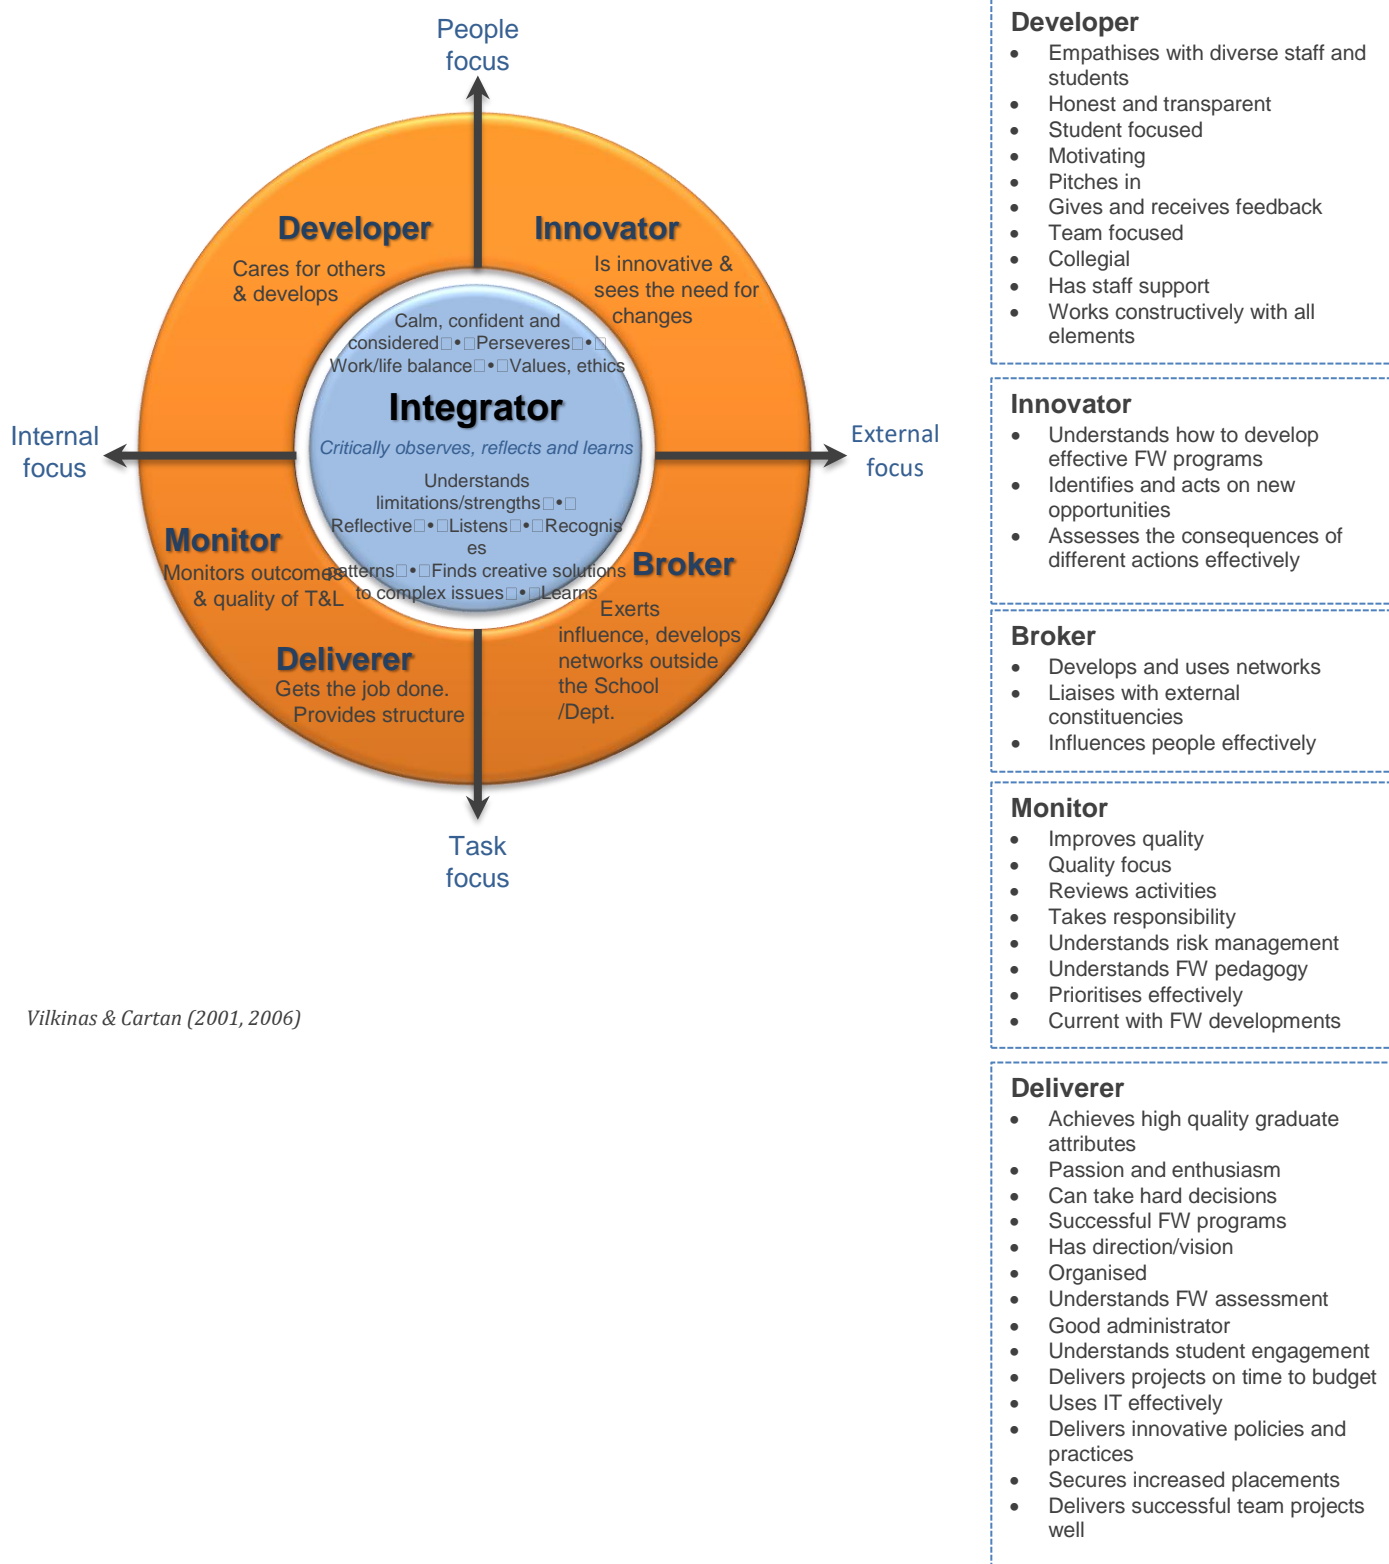 People
focus
Developer
Cares for others
& develops
Innovator
Is innovative &
sees the need for
changes
Calm, confident and
considered□•□Perseveres□•□
Work/life balance□•□Values, ethics
Integrator
Critically observes, reflects and learns
Understands
limitations/strengths□•□
Reflective□•□Listens□•□Recognis
es
patterns□•□Finds creative solutions
to complex issues□•□Learns
Internal
focus
External
focus
Monitor
Monitors outcomes
& quality of T&L
Deliverer
Gets the job done.
Provides structure
Broker
Exerts
influence, develops
networks outside
the School
/Dept.
Task
focus
Vilkinas & Cartan (2001, 2006)
Developer
• Empathises with diverse staff and
students
• Honest and transparent
• Student focused
• Motivating
• Pitches in
• Gives and receives feedback
• Team focused
• Collegial
• Has staff support
• Works constructively with all
elements
Innovator
• Understands how to develop
effective FW programs
• Identifies and acts on new
opportunities
• Assesses the consequences of
different actions effectively
Broker
• Develops and uses networks
• Liaises with external
constituencies
• Influences people effectively
Monitor
• Improves quality
• Quality focus
• Reviews activities
• Takes responsibility
• Understands risk management
• Understands FW pedagogy
• Prioritises effectively
• Current with FW developments
Deliverer
• Achieves high quality graduate
attributes
• Passion and enthusiasm
• Can take hard decisions
• Successful FW programs
• Has direction/vision
• Organised
• Understands FW assessment
• Good administrator
• Understands student engagement
• Delivers projects on time to budget
• Uses IT effectively
• Delivers innovative policies and
practices
• Secures increased placements
• Delivers successful team projects
well